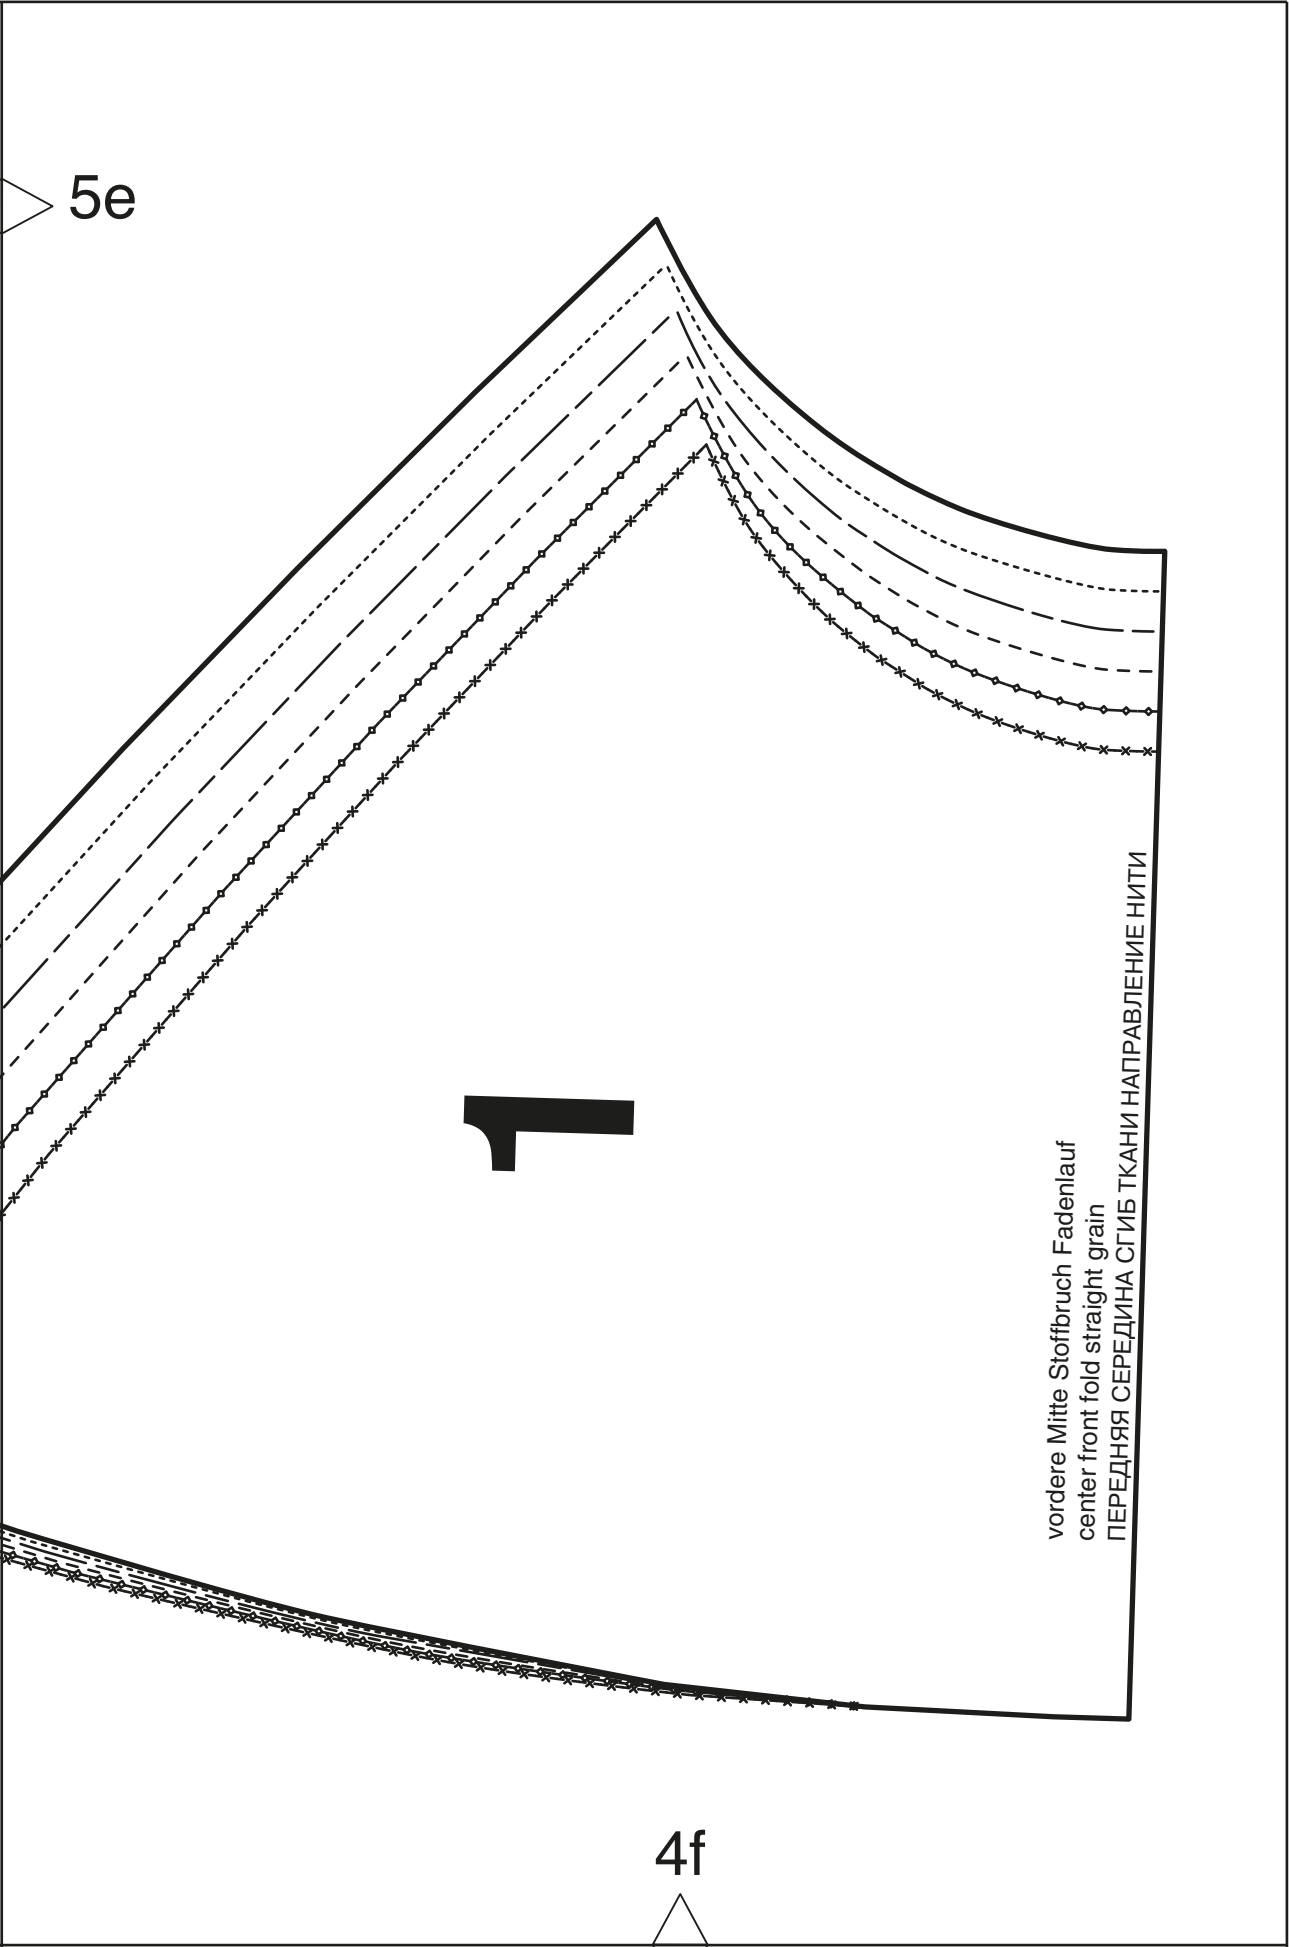 5e
1
vordere Mitte Stoffbruch Fadenlauf
center front fold straight grain
ПЕРЕДНЯЯ СЕРЕДИНА СГИБ ТКАНИ НАПРАВЛЕНИЕ НИТИ
4f